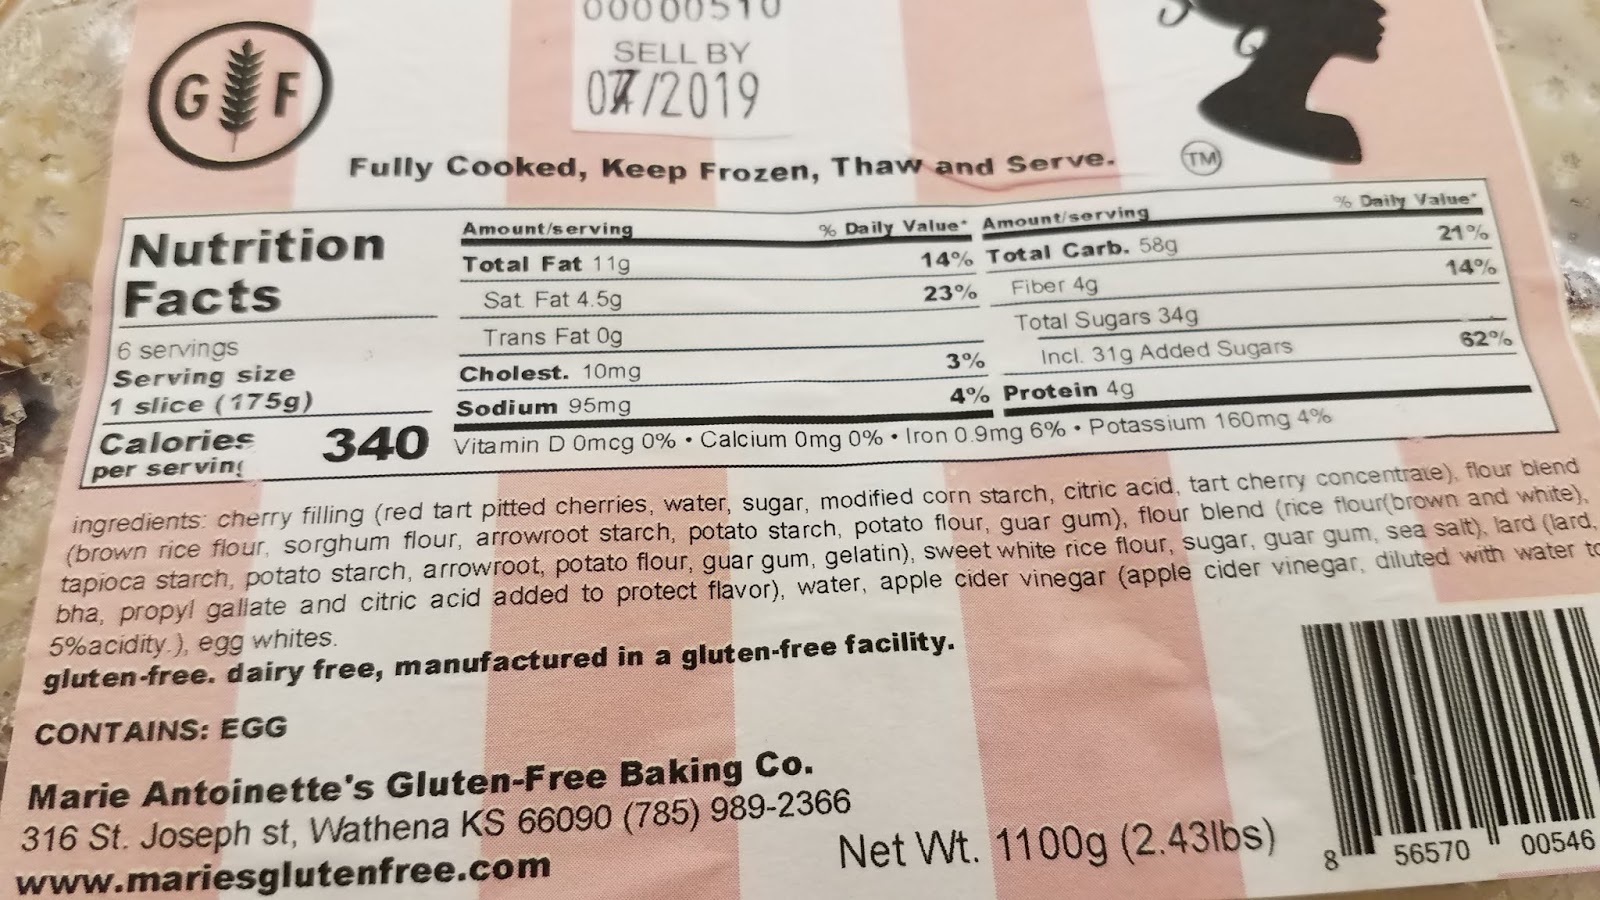 00000510
SELL BY
/2019
G F
Fully Cooked, Keep Frozen, Thaw and Serve.
TM
Nutrition
Facts
6 servings
Serving size
1 slice (175g)
Calories 340
per serving
Amount/serving % Daily Value*
Total Fat 11g 14%
Sat. Fat 4.5g 23%
Trans Fat 0g
Cholest. 10mg 3%
Sodium 95mg 4%
Amount/serving % Daily Value*
Total Carb. 58g 21%
Fiber 4g 14%
Total Sugars 34g
Incl. 31g Added Sugars 62%
Protein 4g
Vitamin D 0mcg 0% • Calcium 0mg 0% • Iron 0.9mg 6% • Potassium 160mg 4%
ingredients: cherry filling (red tart pitted cherries, water, sugar, modified corn starch, citric acid, tart cherry concentrate), flour blend
(brown rice flour, sorghum flour, arrowroot starch, potato starch, potato flour, guar gum), flour blend (rice flour(brown and white),
tapioca starch, potato starch, arrowroot, potato flour, guar gum, gelatin), sweet white rice flour, sugar, guar gum, sea salt), lard (lard,
bha, propyl gallate and citric acid added to protect flavor), water, apple cider vinegar (apple cider vinegar, diluted with water to
5%acidity.), egg whites.
gluten-free. dairy free, manufactured in a gluten-free facility.
CONTAINS: EGG
Marie Antoinette's Gluten-Free Baking Co.
316 St. Joseph st, Wathena KS 66090 (785) 989-2366
www.mariesglutenfree.com
Net Wt. 1100g (2.43lbs)
8 56570 00546